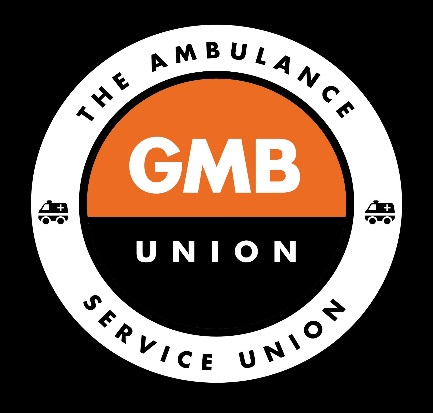 THE AMBULANCE
GMB
UNION
SERVICE UNION